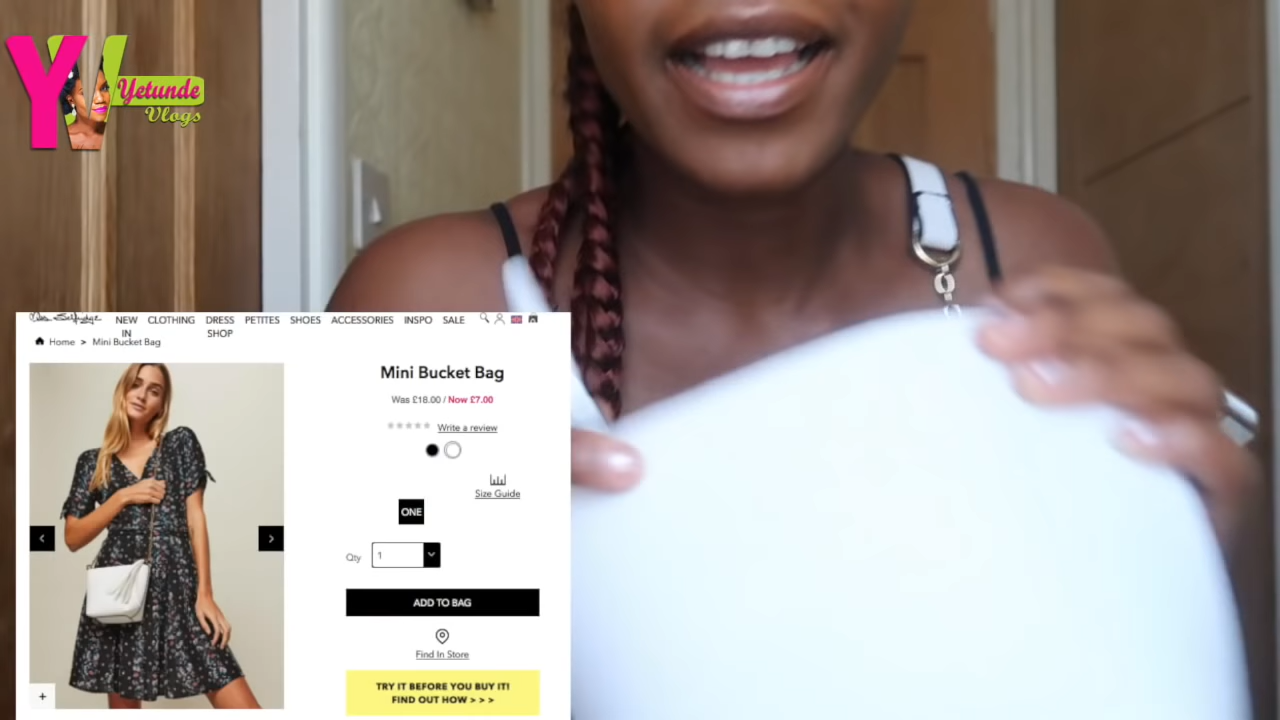 YV
Yetunde
Vlogs
NEW IN
CLOTHING
DRESS SHOP
PETITES
SHOES
ACCESSORIES
INSPO
SALE
Home > Mini Bucket Bag
Mini Bucket Bag
Was £18.00 / Now £7.00
Write a review
Size Guide
ONE
Qty
1
ADD TO BAG
Find In Store
TRY IT BEFORE YOU BUY IT!
FIND OUT HOW > > >